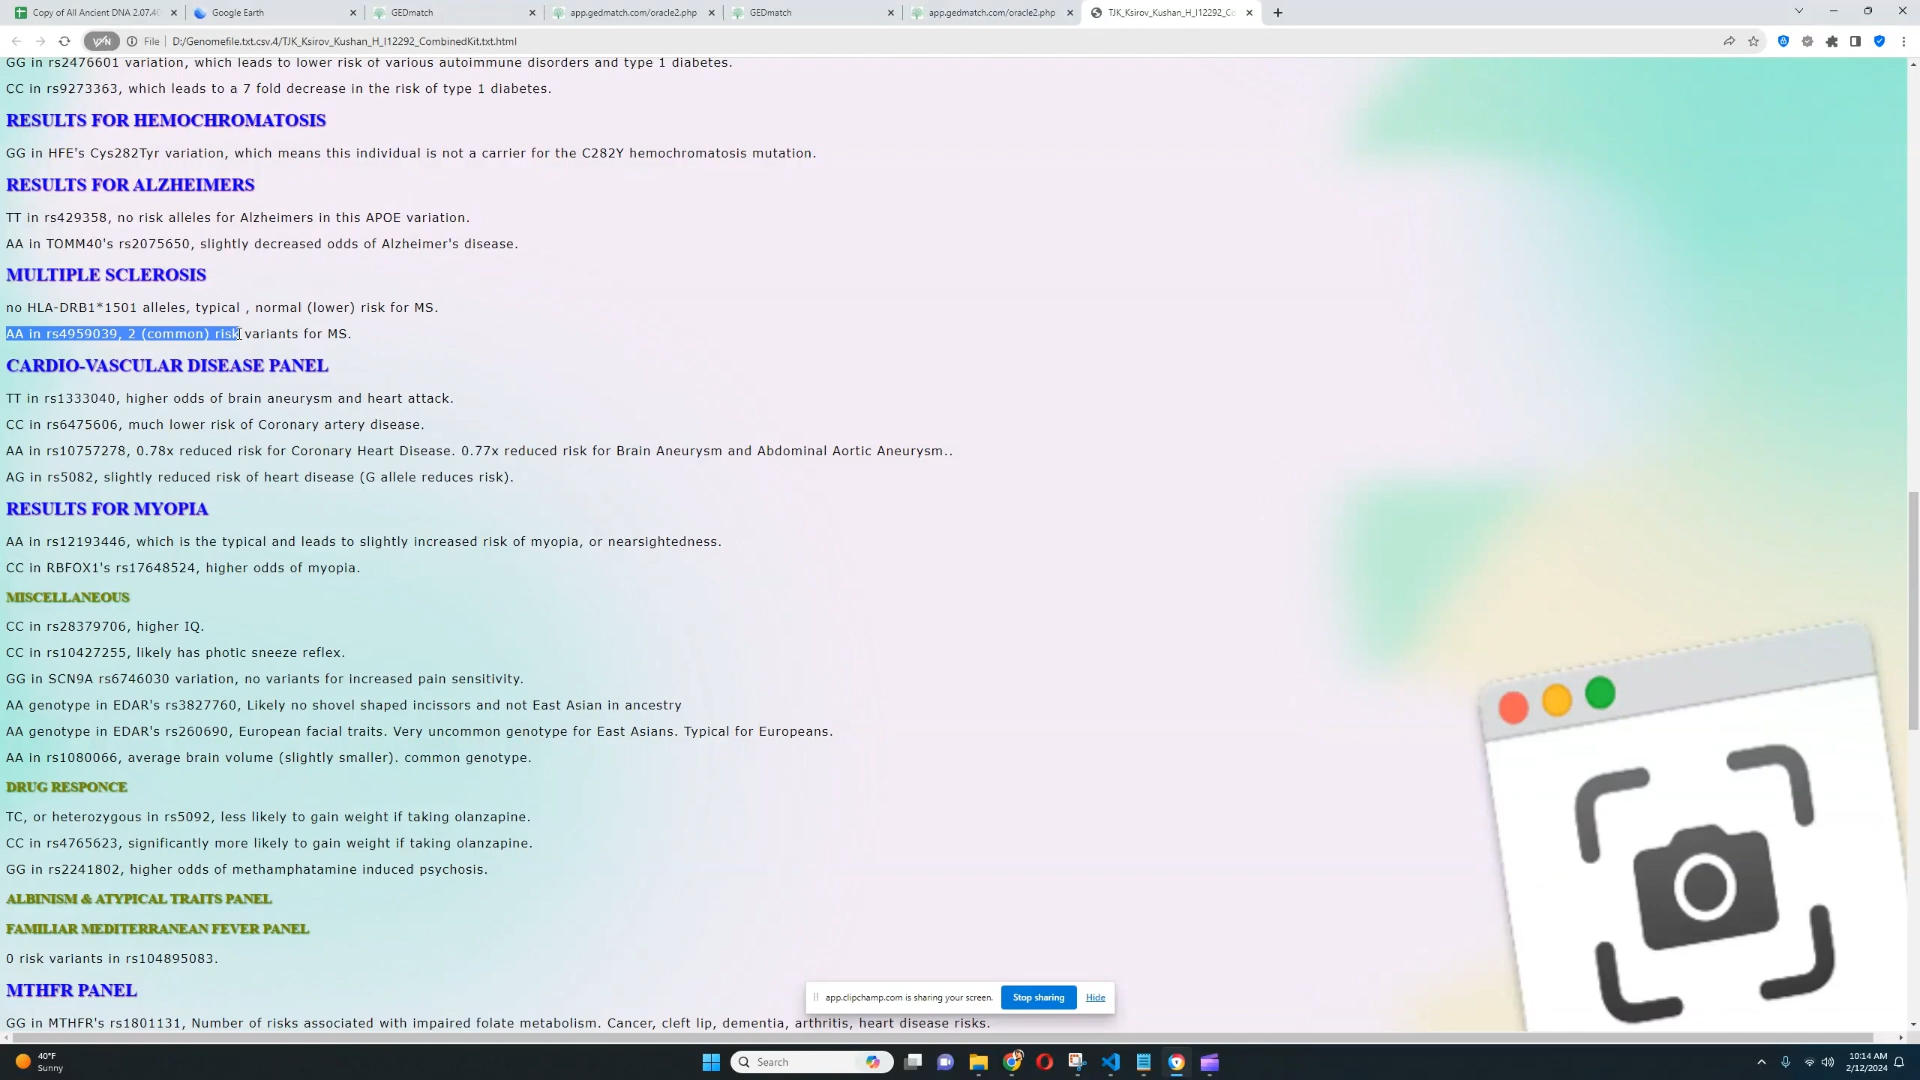 Copy of All Ancient DNA 2.07.40
Google Earth
GEDmatch
app.gedmatch.com/oracle2.php
GEDmatch
app.gedmatch.com/oracle2.php
TJK_Ksirov_Kushan_H_I12292_Co
VPN
File
D:/Genomefile.txt.csv.4/TJK_Ksirov_Kushan_H_I12292_CombinedKit.txt.html
GG in rs2476601 variation, which leads to lower risk of various autoimmune disorders and type 1 diabetes.
CC in rs9273363, which leads to a 7 fold decrease in the risk of type 1 diabetes.
RESULTS FOR HEMOCHROMATOSIS
GG in HFE's Cys282Tyr variation, which means this individual is not a carrier for the C282Y hemochromatosis mutation.
RESULTS FOR ALZHEIMERS
TT in rs429358, no risk alleles for Alzheimers in this APOE variation.
AA in TOMM40's rs2075650, slightly decreased odds of Alzheimer's disease.
MULTIPLE SCLEROSIS
no HLA-DRB1*1501 alleles, typical , normal (lower) risk for MS.
AA in rs4959039, 2 (common) risk variants for MS.
CARDIO-VASCULAR DISEASE PANEL
TT in rs1333040, higher odds of brain aneurysm and heart attack.
CC in rs6475606, much lower risk of Coronary artery disease.
AA in rs10757278, 0.78x reduced risk for Coronary Heart Disease. 0.77x reduced risk for Brain Aneurysm and Abdominal Aortic Aneurysm..
AG in rs5082, slightly reduced risk of heart disease (G allele reduces risk).
RESULTS FOR MYOPIA
AA in rs12193446, which is the typical and leads to slightly increased risk of myopia, or nearsightedness.
CC in RBFOX1's rs17648524, higher odds of myopia.
MISCELLANEOUS
CC in rs28379706, higher IQ.
CC in rs10427255, likely has photic sneeze reflex.
GG in SCN9A rs6746030 variation, no variants for increased pain sensitivity.
AA genotype in EDAR's rs3827760, Likely no shovel shaped incissors and not East Asian in ancestry
AA genotype in EDAR's rs260690, European facial traits. Very uncommon genotype for East Asians. Typical for Europeans.
AA in rs1080066, average brain volume (slightly smaller). common genotype.
DRUG RESPONCE
TC, or heterozygous in rs5092, less likely to gain weight if taking olanzapine.
CC in rs4765623, significantly more likely to gain weight if taking olanzapine.
GG in rs2241802, higher odds of methamphatamine induced psychosis.
ALBINISM & ATYPICAL TRAITS PANEL
FAMILIAR MEDITERRANEAN FEVER PANEL
0 risk variants in rs104895083.
MTHFR PANEL
GG in MTHFR's rs1801131, Number of risks associated with impaired folate metabolism. Cancer, cleft lip, dementia, arthritis, heart disease risks.
app.clipchamp.com is sharing your screen.
Stop sharing
Hide
40°F
Sunny
Search
10:14 AM
2/12/2024